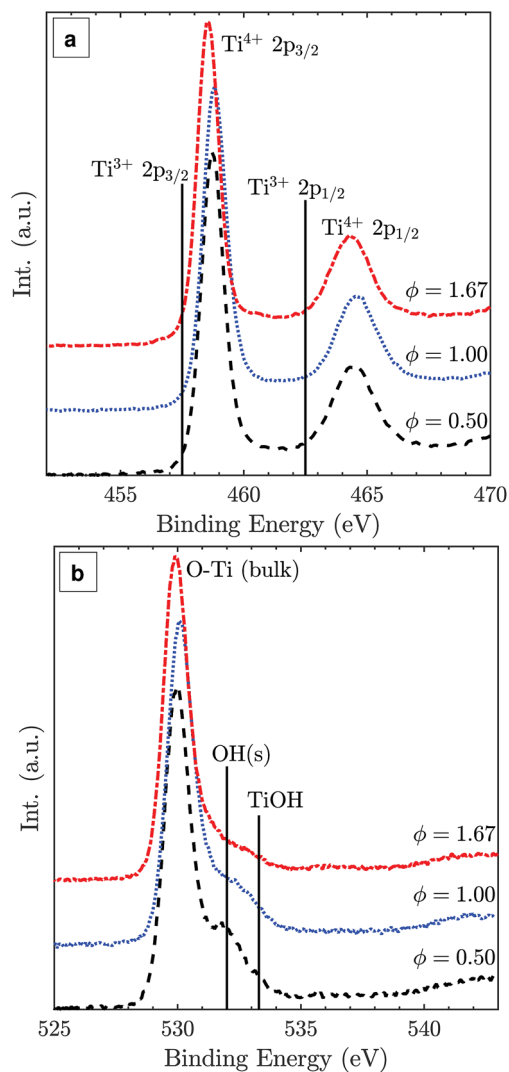 a
Ti⁴⁺ 2p₃/₂
Ti³⁺ 2p₃/₂
Ti³⁺ 2p₁/₂
Ti⁴⁺ 2p₁/₂
ϕ = 1.67
ϕ = 1.00
ϕ = 0.50
Int. (a.u.)
455 460 465 470
Binding Energy (eV)
b
O-Ti (bulk)
OH(s)
TiOH
ϕ = 1.67
ϕ = 1.00
ϕ = 0.50
Int. (a.u.)
525 530 535 540
Binding Energy (eV)